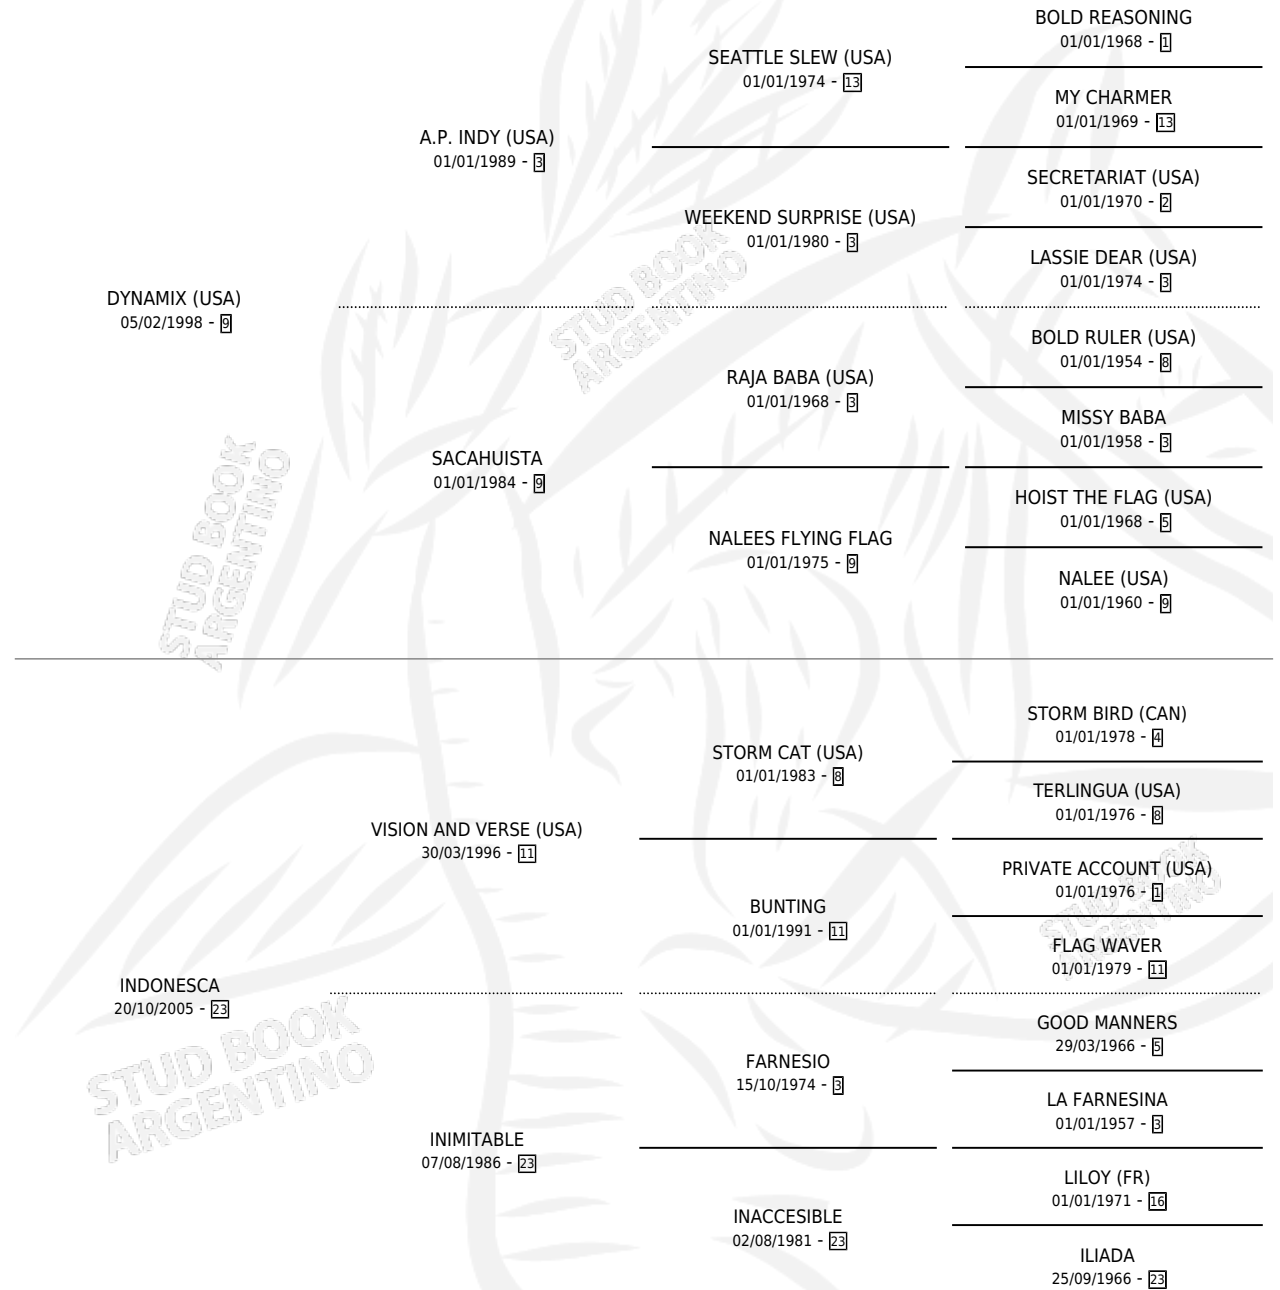 BOLD REASONING
01/01/1968 - 1
SEATTLE SLEW (USA)
01/01/1974 - 13
MY CHARMER
01/01/1969 - 13
A.P. INDY (USA)
01/01/1989 - 3
SECRETARIAT (USA)
01/01/1970 - 2
WEEKEND SURPRISE (USA)
01/01/1980 - 3
LASSIE DEAR (USA)
01/01/1974 - 3
STUD BOOK
ARGENTINO
DYNAMIX (USA)
05/02/1998 - 9
BOLD RULER (USA)
01/01/1954 - 8
RAJA BABA (USA)
01/01/1968 - 3
MISSY BABA
01/01/1958 - 3
SACAHUISTA
01/01/1984 - 9
HOIST THE FLAG (USA)
01/01/1968 - 5
NALEES FLYING FLAG
01/01/1975 - 9
NALEE (USA)
01/01/1960 - 9
STUD BOOK
ARGENTINO
STORM BIRD (CAN)
01/01/1978 - 4
STORM CAT (USA)
01/01/1983 - 8
TERLINGUA (USA)
01/01/1976 - 8
VISION AND VERSE (USA)
30/03/1996 - 11
PRIVATE ACCOUNT (USA)
01/01/1976 - 1
BUNTING
01/01/1991 - 11
FLAG WAVER
01/01/1979 - 11
STUD BOOK
ARGENTINO
INDONESCA
20/10/2005 - 23
GOOD MANNERS
29/03/1966 - 5
FARNESIO
15/10/1974 - 3
LA FARNESINA
01/01/1957 - 3
STUD BOOK
ARGENTINO
INIMITABLE
07/08/1986 - 23
LILOY (FR)
01/01/1971 - 16
INACCESIBLE
02/08/1981 - 23
ILIADA
25/09/1966 - 23